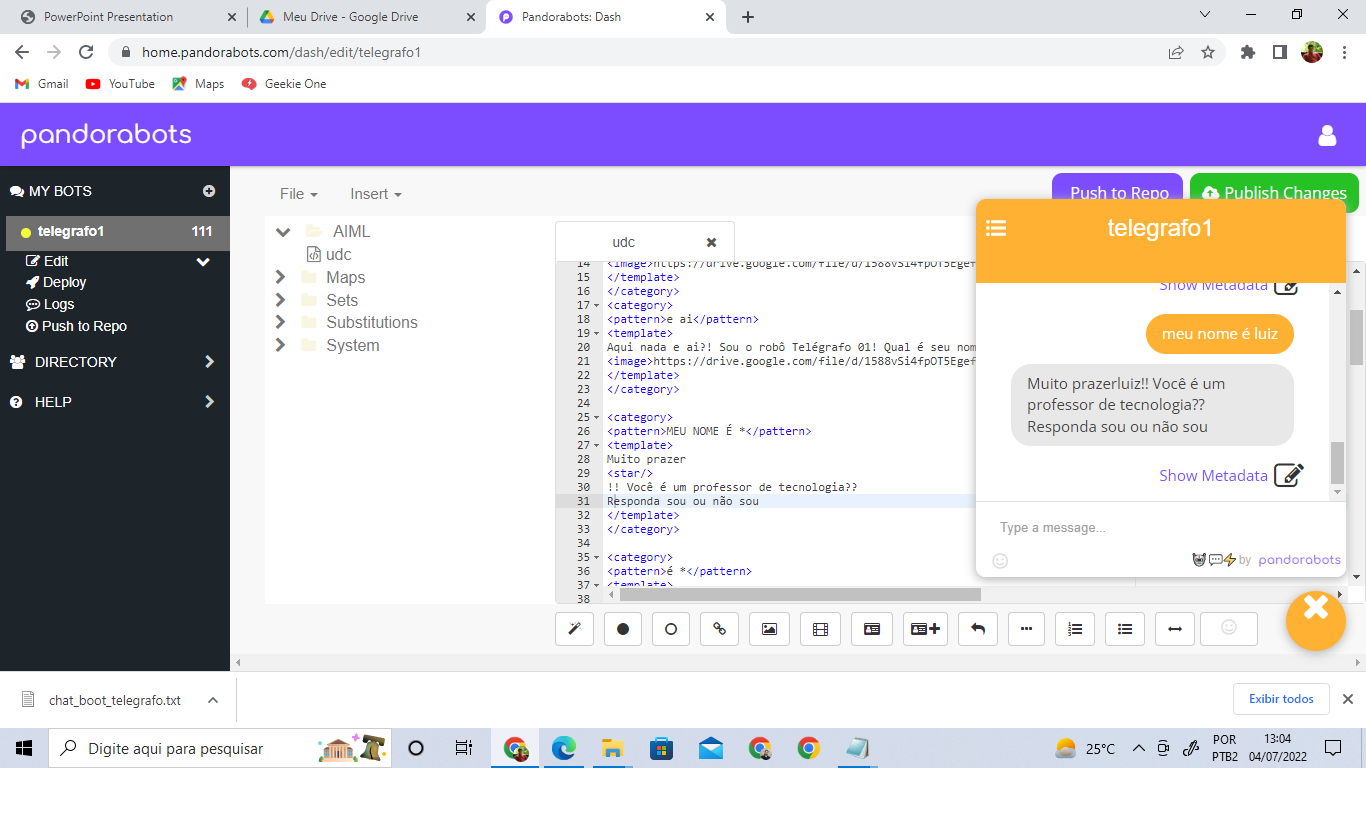 PowerPoint Presentation
Meu Drive - Google Drive
Pandorabots: Dash
home.pandorabots.com/dash/edit/telegrafo1
Gmail
YouTube
Maps
Geekie One
pandorabots
MY BOTS
telegrafo1 111
Edit
Deploy
Logs
Push to Repo
DIRECTORY
HELP
File
Insert
Push to Repo
Publish Changes
AIML
udc
Maps
Sets
Substitutions
System
udc
14 <image>https://drive.google.com/file/d/1588vSi4fpOT5Egef
15 </template>
16 </category>
17 <category>
18 <pattern>e ai</pattern>
19 <template>
20 Aqui nada e ai?! Sou o robô Telégrafo 01! Qual é seu nom
21 <image>https://drive.google.com/file/d/1588vSi4fpOT5Egef
22 </template>
23 </category>
24
25 <category>
26 <pattern>MEU NOME É *</pattern>
27 <template>
28 Muito prazer
29 <star/>
30 !! Você é um professor de tecnologia??
31 Responda sou ou não sou
32 </template>
33 </category>
34
35 <category>
36 <pattern>é *</pattern>
37 <template>
38
telegrafo1
Show Metadata
meu nome é luiz
Muito prazerluiz!! Você é um
professor de tecnologia??
Responda sou ou não sou
Show Metadata
Type a message...
by pandorabots
chat_boot_telegrafo.txt
Exibir todos
Digite aqui para pesquisar
25°C
POR
PTB2
13:04
04/07/2022